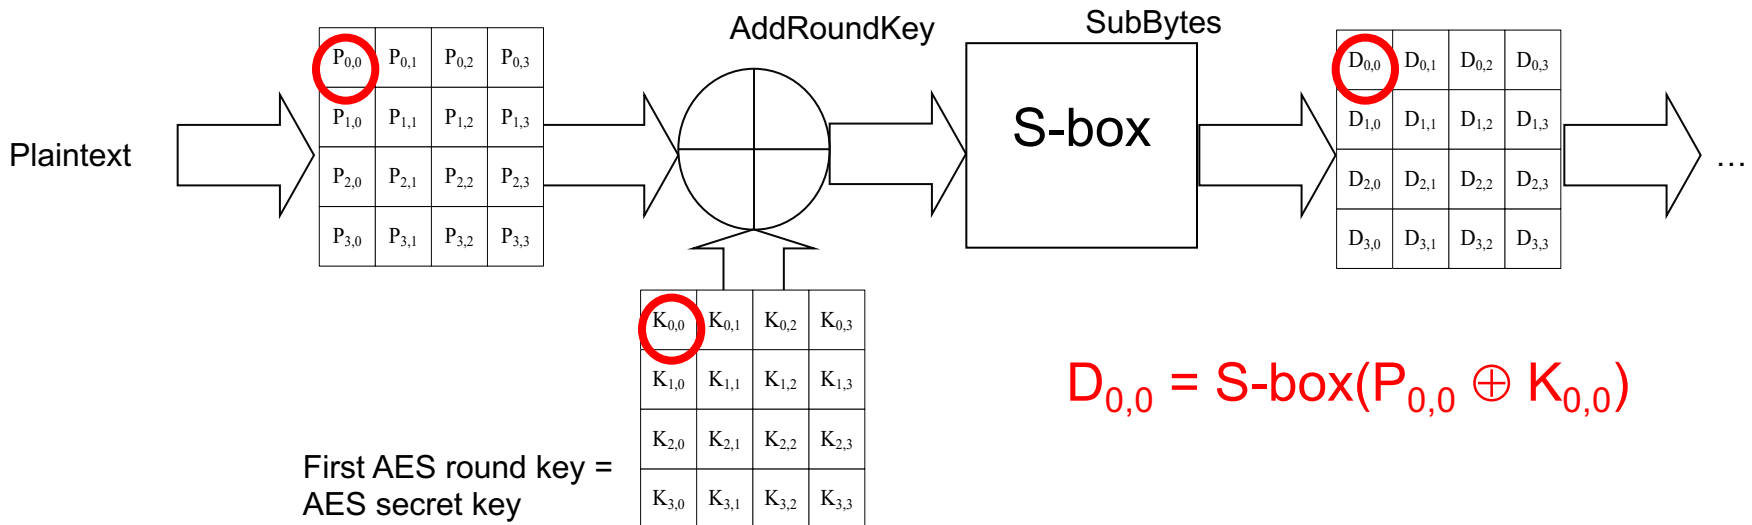 Plaintext
P0,0 P0,1 P0,2 P0,3
P1,0 P1,1 P1,2 P1,3
P2,0 P2,1 P2,2 P2,3
P3,0 P3,1 P3,2 P3,3
AddRoundKey
SubBytes
S-box
D0,0 D0,1 D0,2 D0,3
D1,0 D1,1 D1,2 D1,3
D2,0 D2,1 D2,2 D2,3
D3,0 D3,1 D3,2 D3,3
...
First AES round key =
AES secret key
K0,0 K0,1 K0,2 K0,3
K1,0 K1,1 K1,2 K1,3
K2,0 K2,1 K2,2 K2,3
K3,0 K3,1 K3,2 K3,3
D0,0 = S-box(P0,0 ⊕ K0,0)